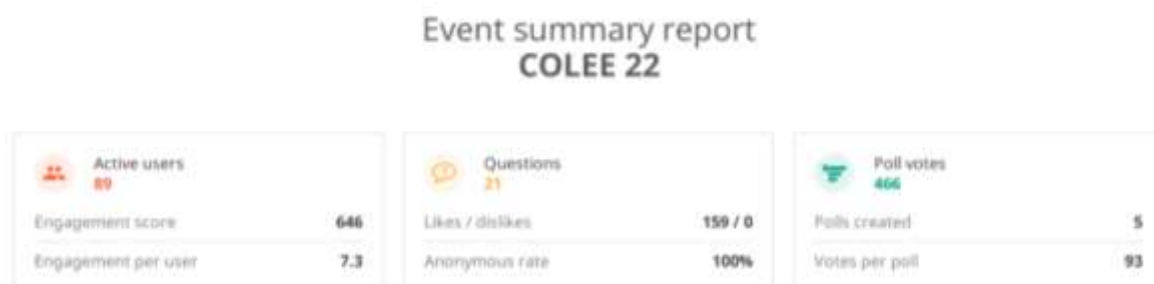 Event summary report
COLEE 22
Active users
89
Engagement score 646
Engagement per user 7.3
Questions
21
Likes / dislikes 159 / 0
Anonymous rate 100%
Poll votes
466
Polls created 5
Votes per poll 93